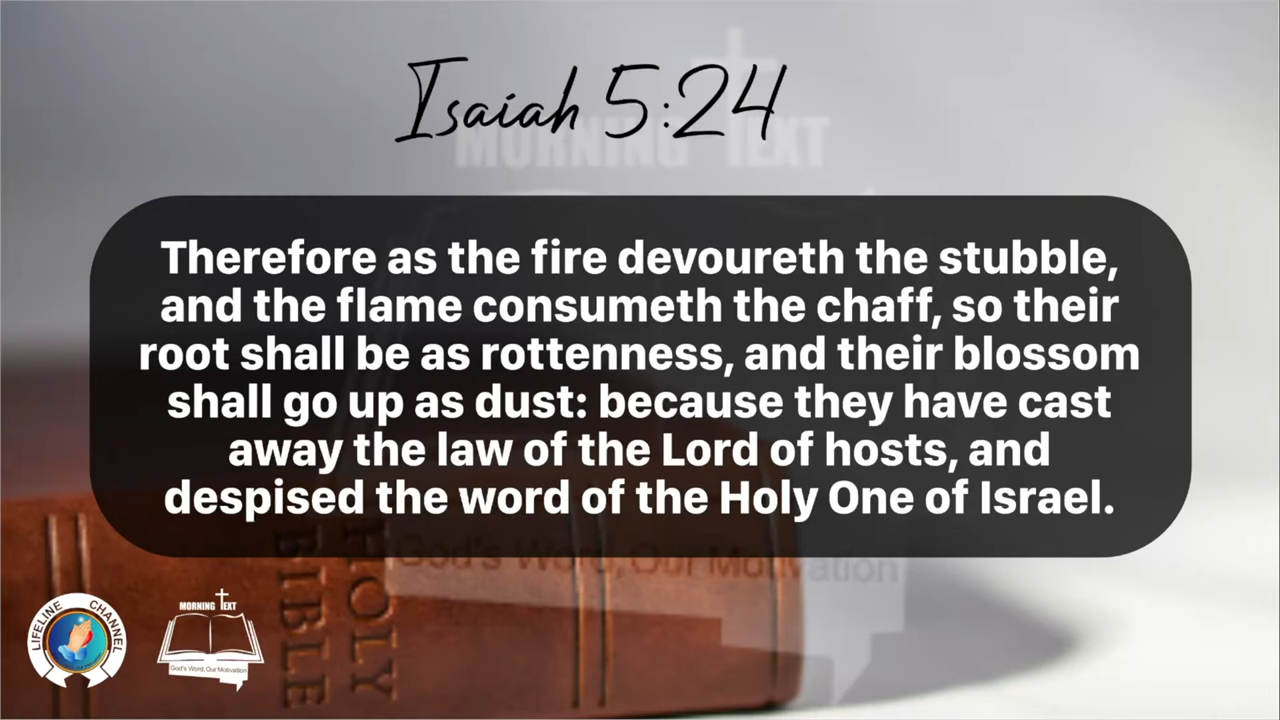 Isaiah 5:24
MORNING TEXT
Therefore as the fire devoureth the stubble,
and the flame consumeth the chaff, so their
root shall be as rottenness, and their blossom
shall go up as dust: because they have cast
away the law of the Lord of hosts, and
despised the word of the Holy One of Israel.
God's Word, Our Motivation
HOLY
BIBLE
LIFELINE CHANNEL
MORNING TEXT
God's Word, Our Motivation